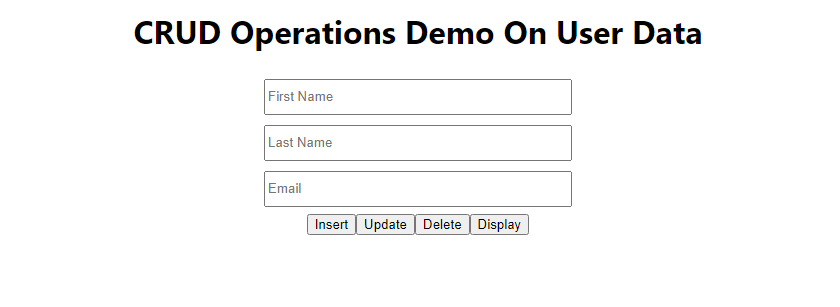 CRUD Operations Demo On User Data
First Name
Last Name
Email
Insert Update Delete Display